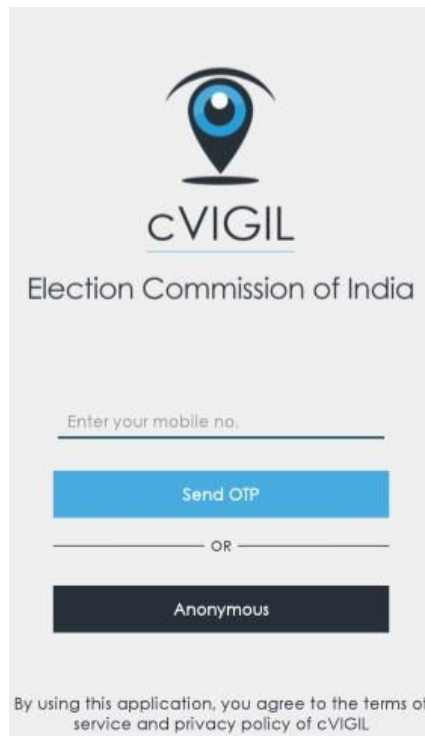 cVIGIL
Election Commission of India
Enter your mobile no.
Send OTP
OR
Anonymous
By using this application, you agree to the terms of
service and privacy policy of cVIGIL